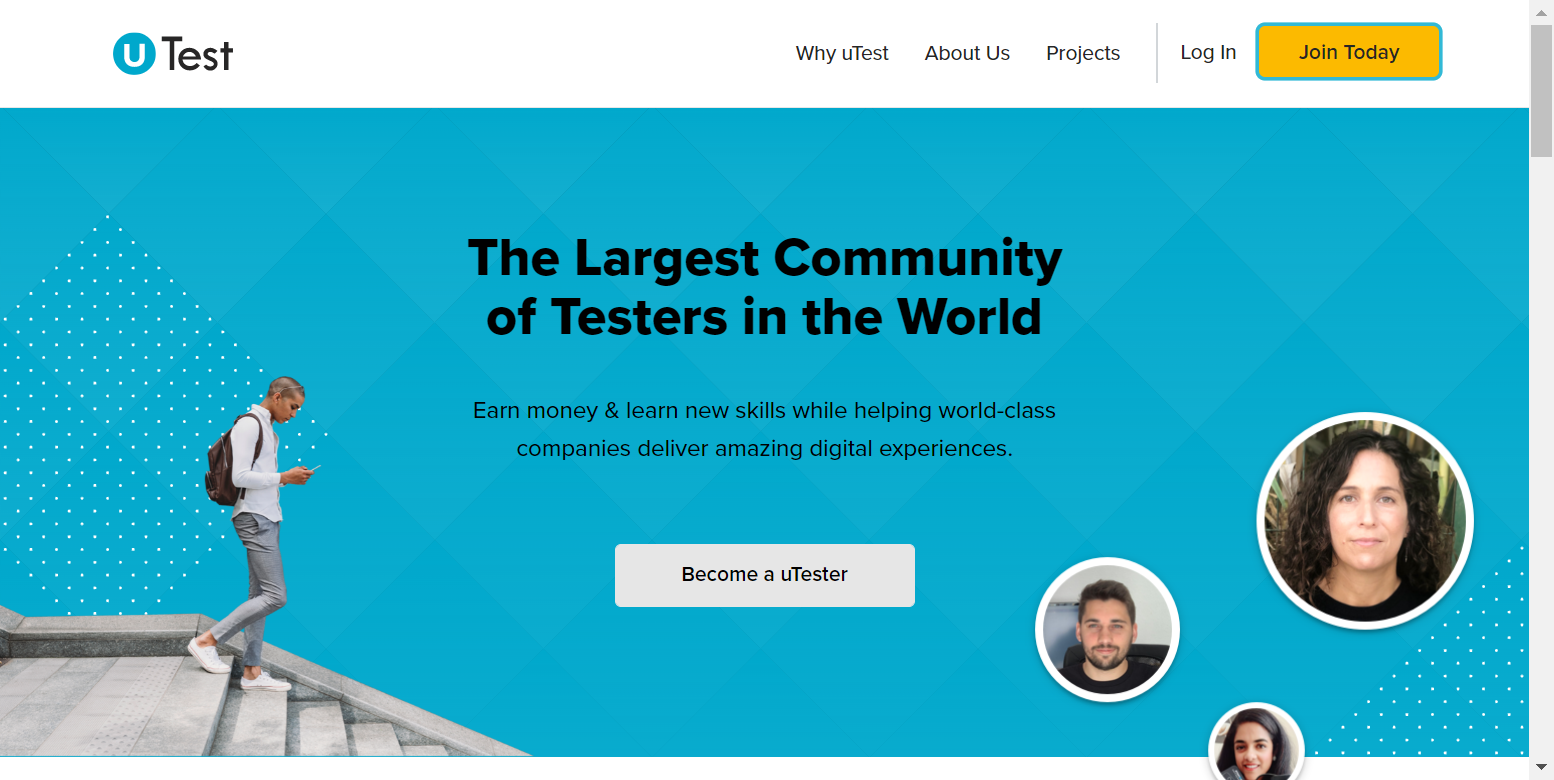 uTest
Why uTest
About Us
Projects
Log In
Join Today
The Largest Community
of Testers in the World
Earn money & learn new skills while helping world-class
companies deliver amazing digital experiences.
Become a uTester